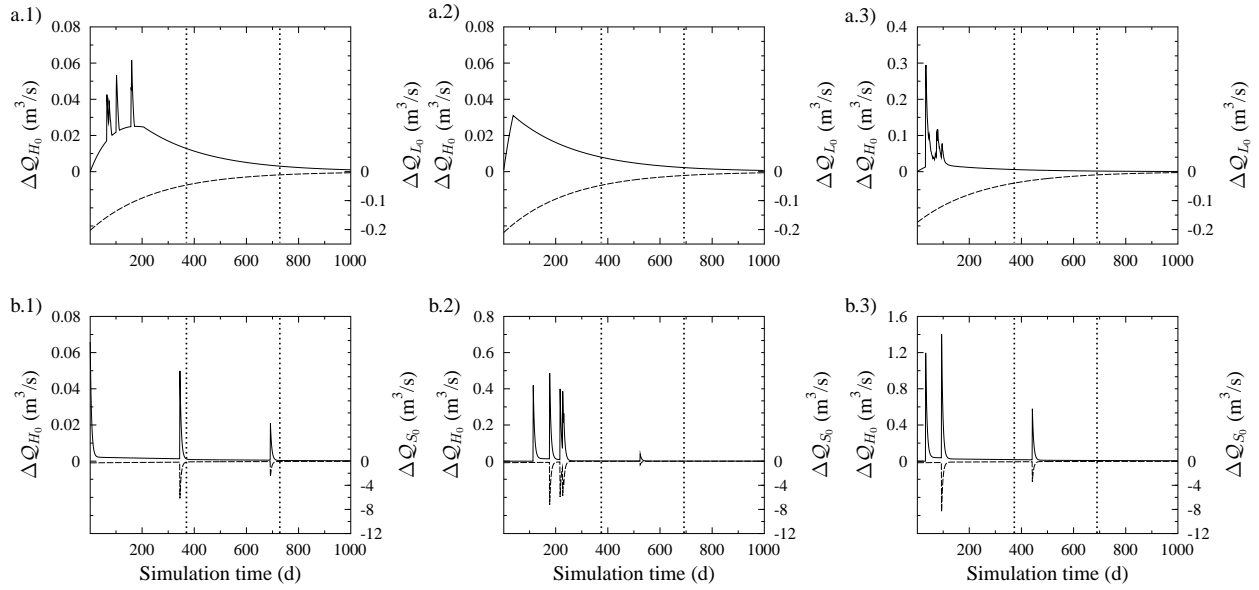 a.1)
0.08
0.06
0.04
0.02
0
0
-0.1
-0.2
200 400 600 800 1000
ΔQ_{H_0} (m^3/s)
ΔQ_{L_0} (m^3/s)
a.2)
0.08
0.06
0.04
0.02
0
0
-0.1
-0.2
200 400 600 800 1000
ΔQ_{H_0} (m^3/s)
ΔQ_{L_0} (m^3/s)
a.3)
0.4
0.3
0.2
0.1
0
0
-0.1
-0.2
200 400 600 800 1000
ΔQ_{H_0} (m^3/s)
ΔQ_{L_0} (m^3/s)
b.1)
0.08
0.06
0.04
0.02
0
0
-4
-8
-12
200 400 600 800 1000
ΔQ_{H_0} (m^3/s)
ΔQ_{S_0} (m^3/s)
Simulation time (d)
b.2)
0.8
0.6
0.4
0.2
0
0
-4
-8
-12
200 400 600 800 1000
ΔQ_{H_0} (m^3/s)
ΔQ_{S_0} (m^3/s)
Simulation time (d)
b.3)
1.6
1.2
0.8
0.4
0
0
-4
-8
-12
200 400 600 800 1000
ΔQ_{H_0} (m^3/s)
ΔQ_{S_0} (m^3/s)
Simulation time (d)